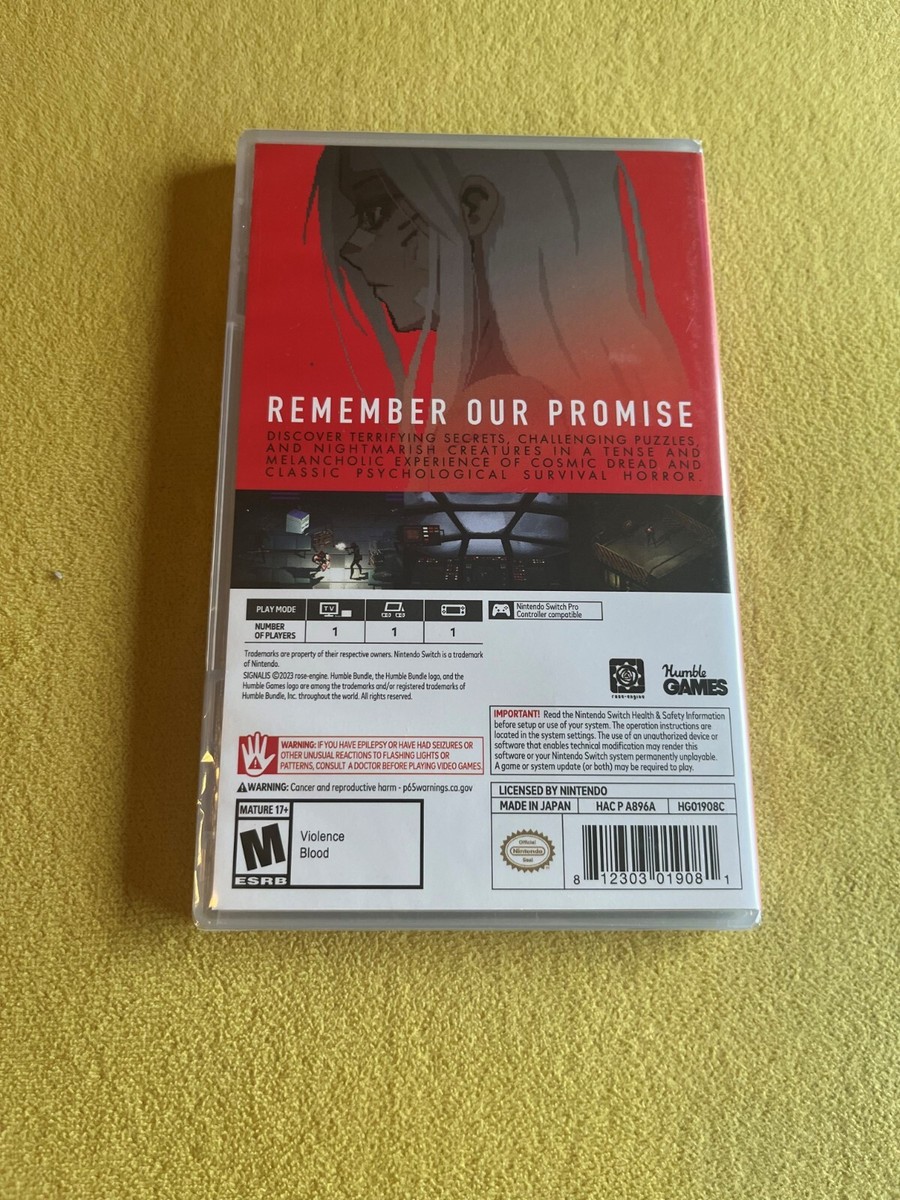 REMEMBER OUR PROMISE
DISCOVER TERRIFYING SECRETS, CHALLENGING PUZZLES,
AND NIGHTMARISH CREATURES IN A TENSE AND
MELANCHOLIC EXPERIENCE OF COSMIC DREAD AND
CLASSIC PSYCHOLOGICAL SURVIVAL HORROR.
PLAY MODE
TV
Nintendo Switch Pro
Controller compatible
NUMBER
OF PLAYERS
1 1 1
Trademarks are property of their respective owners. Nintendo Switch is a trademark
of Nintendo.
SIGNALIS ©2023 rose-engine. Humble Bundle, the Humble Bundle logo, and the
Humble Games logo are among the trademarks and/or registered trademarks of
Humble Bundle, Inc. throughout the world. All rights reserved.
rose-engine
Humble
GAMES
IMPORTANT! Read the Nintendo Switch Health & Safety Information
before setup or use of your system. The operation instructions are
located in the system settings. The use of an unauthorized device or
software that enables technical modification may render this
software or your Nintendo Switch system permanently unplayable.
A game or system update (or both) may be required to play.
WARNING: IF YOU HAVE EPILEPSY OR HAVE HAD SEIZURES OR
OTHER UNUSUAL REACTIONS TO FLASHING LIGHTS OR
PATTERNS, CONSULT A DOCTOR BEFORE PLAYING VIDEO GAMES.
WARNING: Cancer and reproductive harm - p65warnings.ca.gov
MATURE 17+
M
ESRB
Violence
Blood
LICENSED BY NINTENDO
MADE IN JAPAN HAC P A896A HG01908C
Official
Nintendo
Seal
8 12303 01908 1